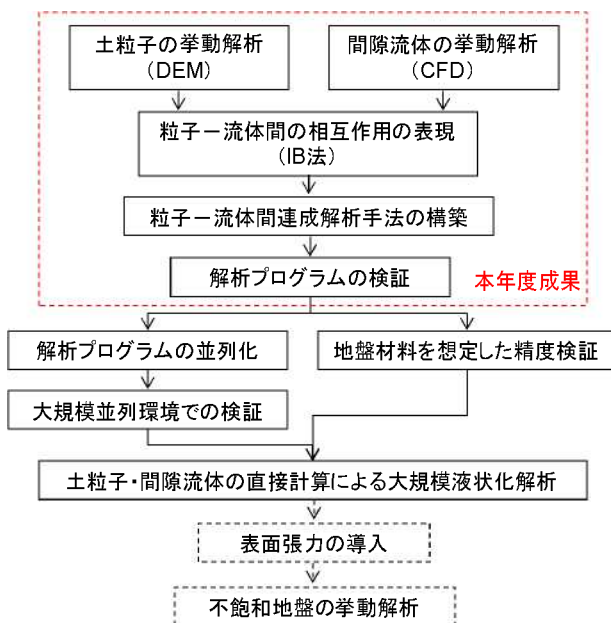 土粒子の挙動解析
(DEM)
間隙流体の挙動解析
(CFD)
粒子－流体間の相互作用の表現
(IB法)
粒子－流体間連成解析手法の構築
解析プログラムの検証
本年度成果
解析プログラムの並列化
地盤材料を想定した精度検証
大規模並列環境での検証
土粒子・間隙流体の直接計算による大規模液状化解析
表面張力の導入
不飽和地盤の挙動解析